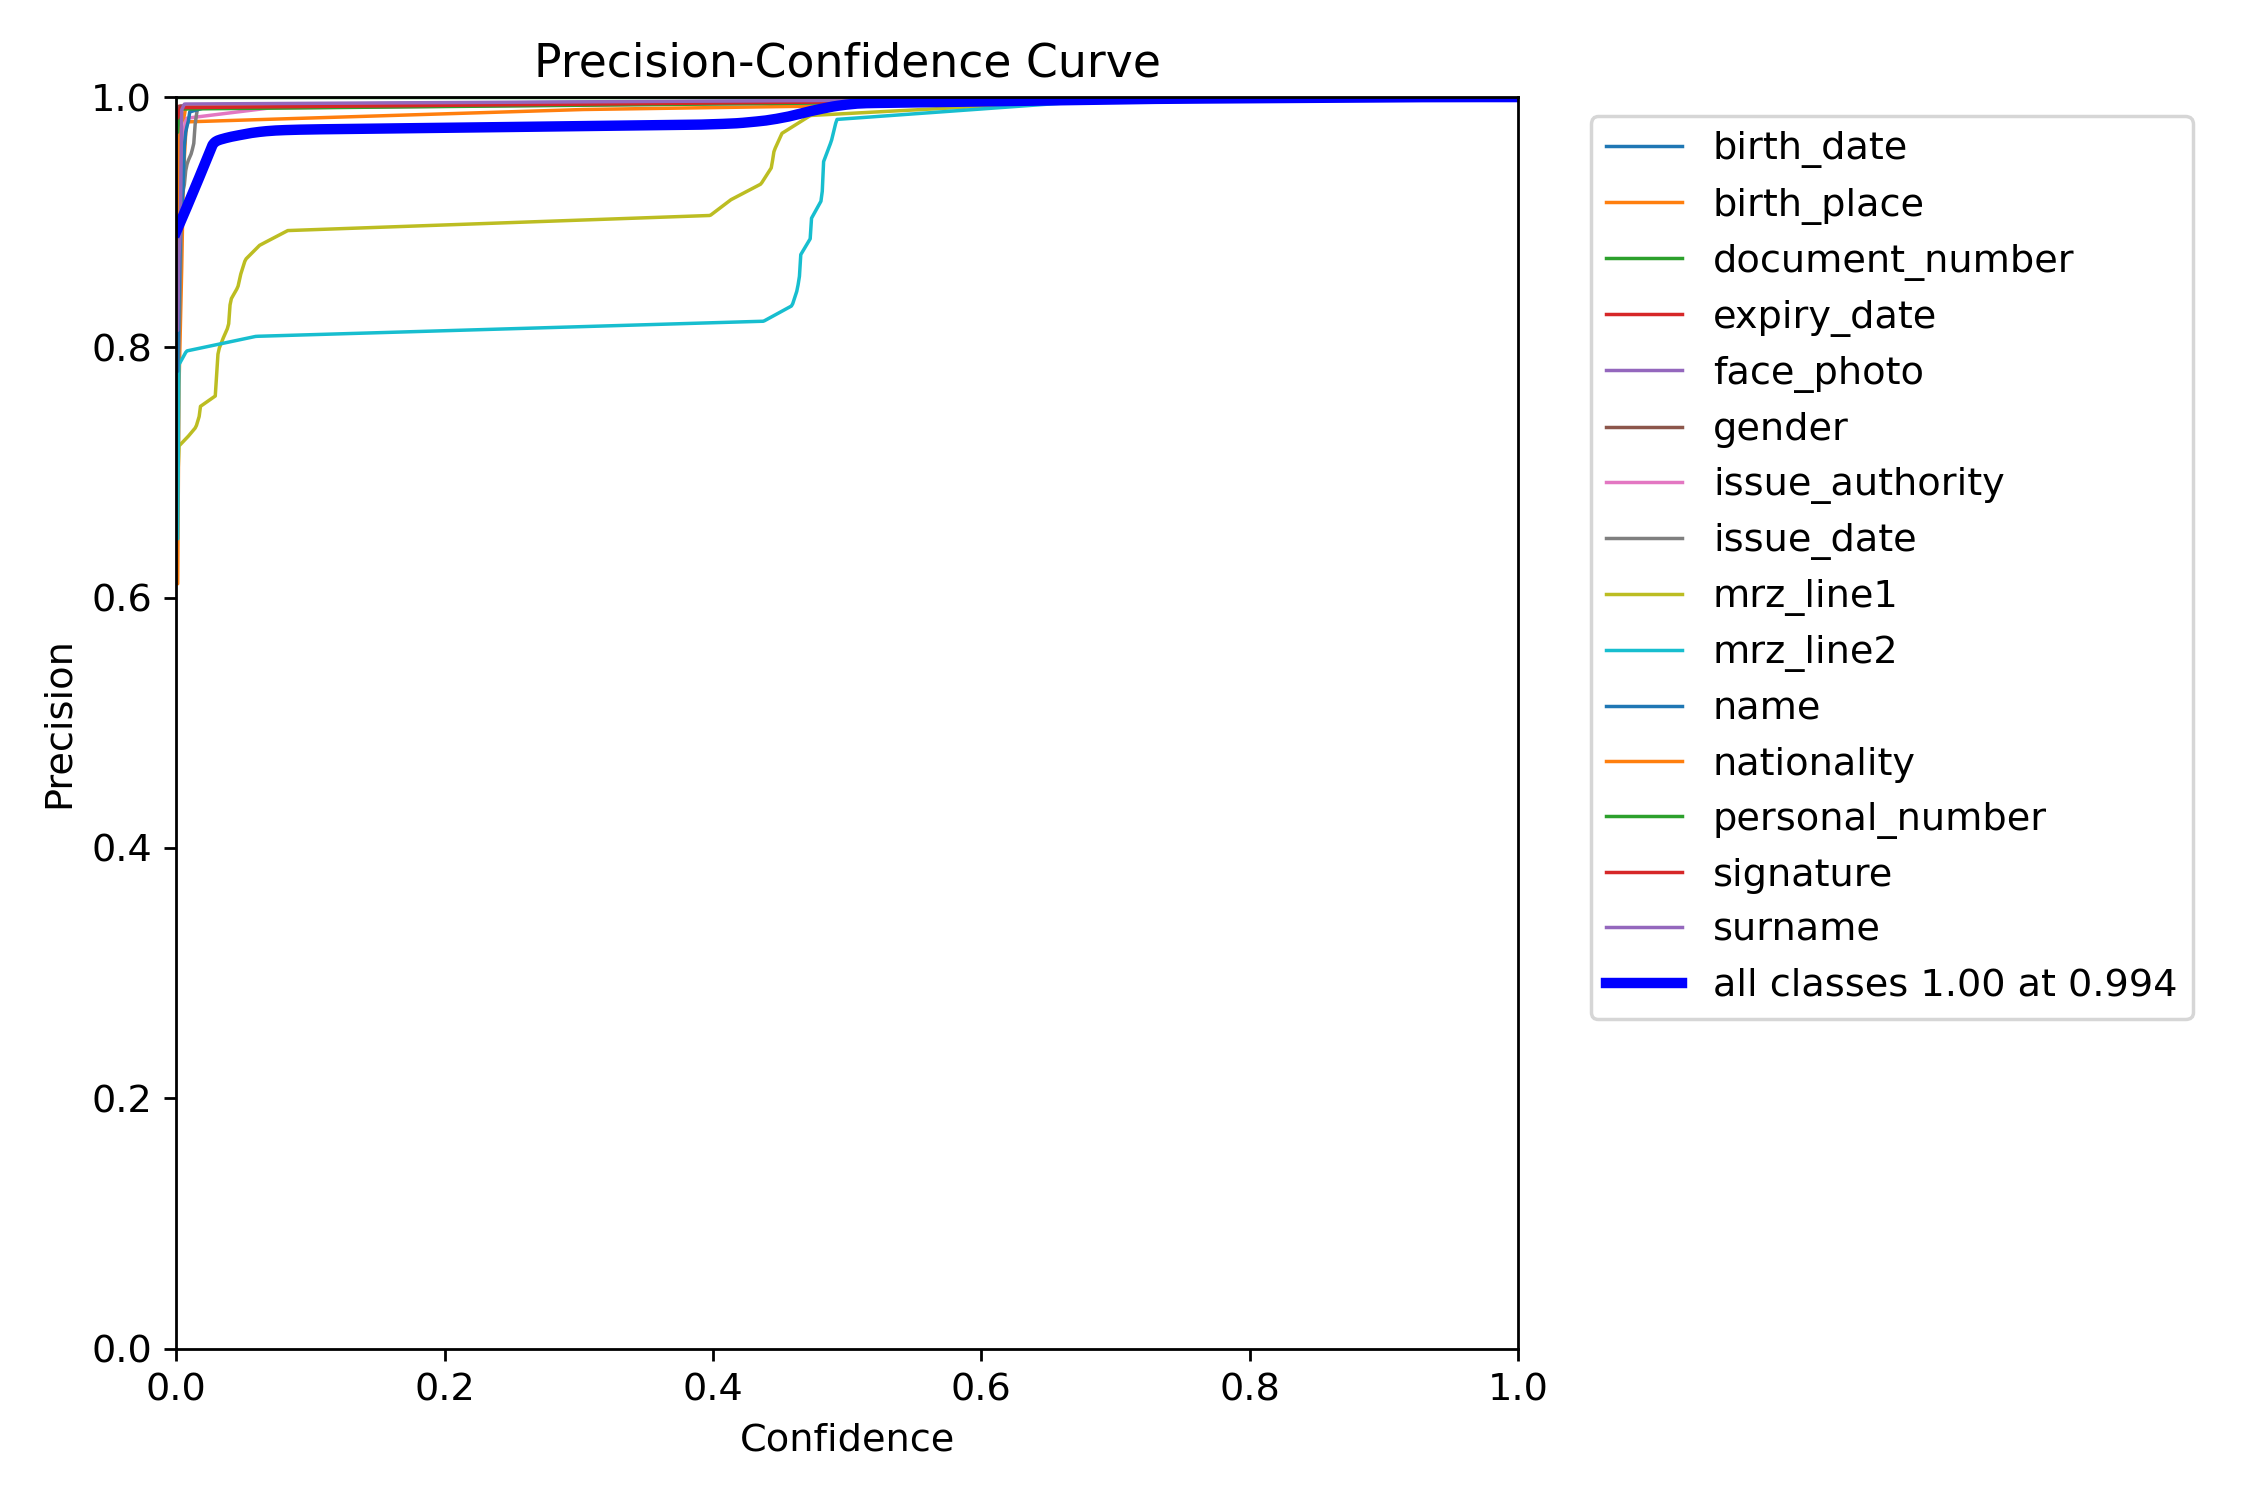 Precision-Confidence Curve
1.0
0.8
0.6
0.4
0.2
0.0
Precision
0.0 0.2 0.4 0.6 0.8 1.0
Confidence
birth_date
birth_place
document_number
expiry_date
face_photo
gender
issue_authority
issue_date
mrz_line1
mrz_line2
name
nationality
personal_number
signature
surname
all classes 1.00 at 0.994